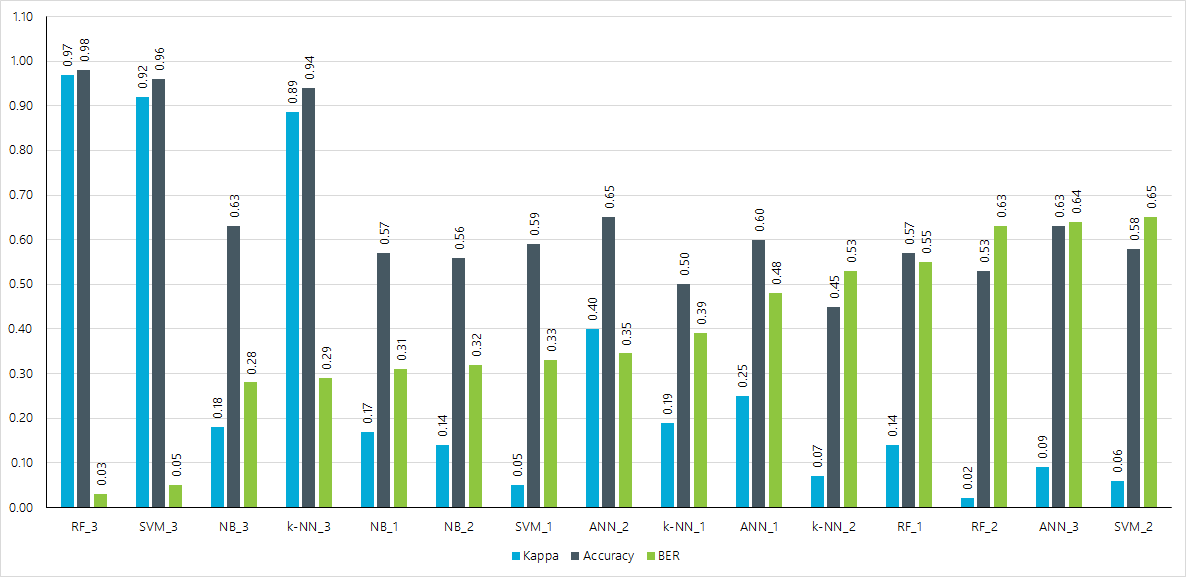 1.10
1.00
0.90
0.80
0.70
0.60
0.50
0.40
0.30
0.20
0.10
0.00
0.97 0.98 0.03
0.92 0.96 0.05
0.18 0.63 0.28
0.89 0.94 0.29
0.17 0.57 0.31
0.14 0.56 0.32
0.05 0.59 0.33
0.40 0.65 0.35
0.19 0.50 0.39
0.25 0.60 0.48
0.07 0.45 0.53
0.14 0.57 0.55
0.02 0.53 0.63
0.09 0.63 0.64
0.06 0.58 0.65
RF_3 SVM_3 NB_3 k-NN_3 NB_1 NB_2 SVM_1 ANN_2 k-NN_1 ANN_1 k-NN_2 RF_1 RF_2 ANN_3 SVM_2
Kappa Accuracy BER